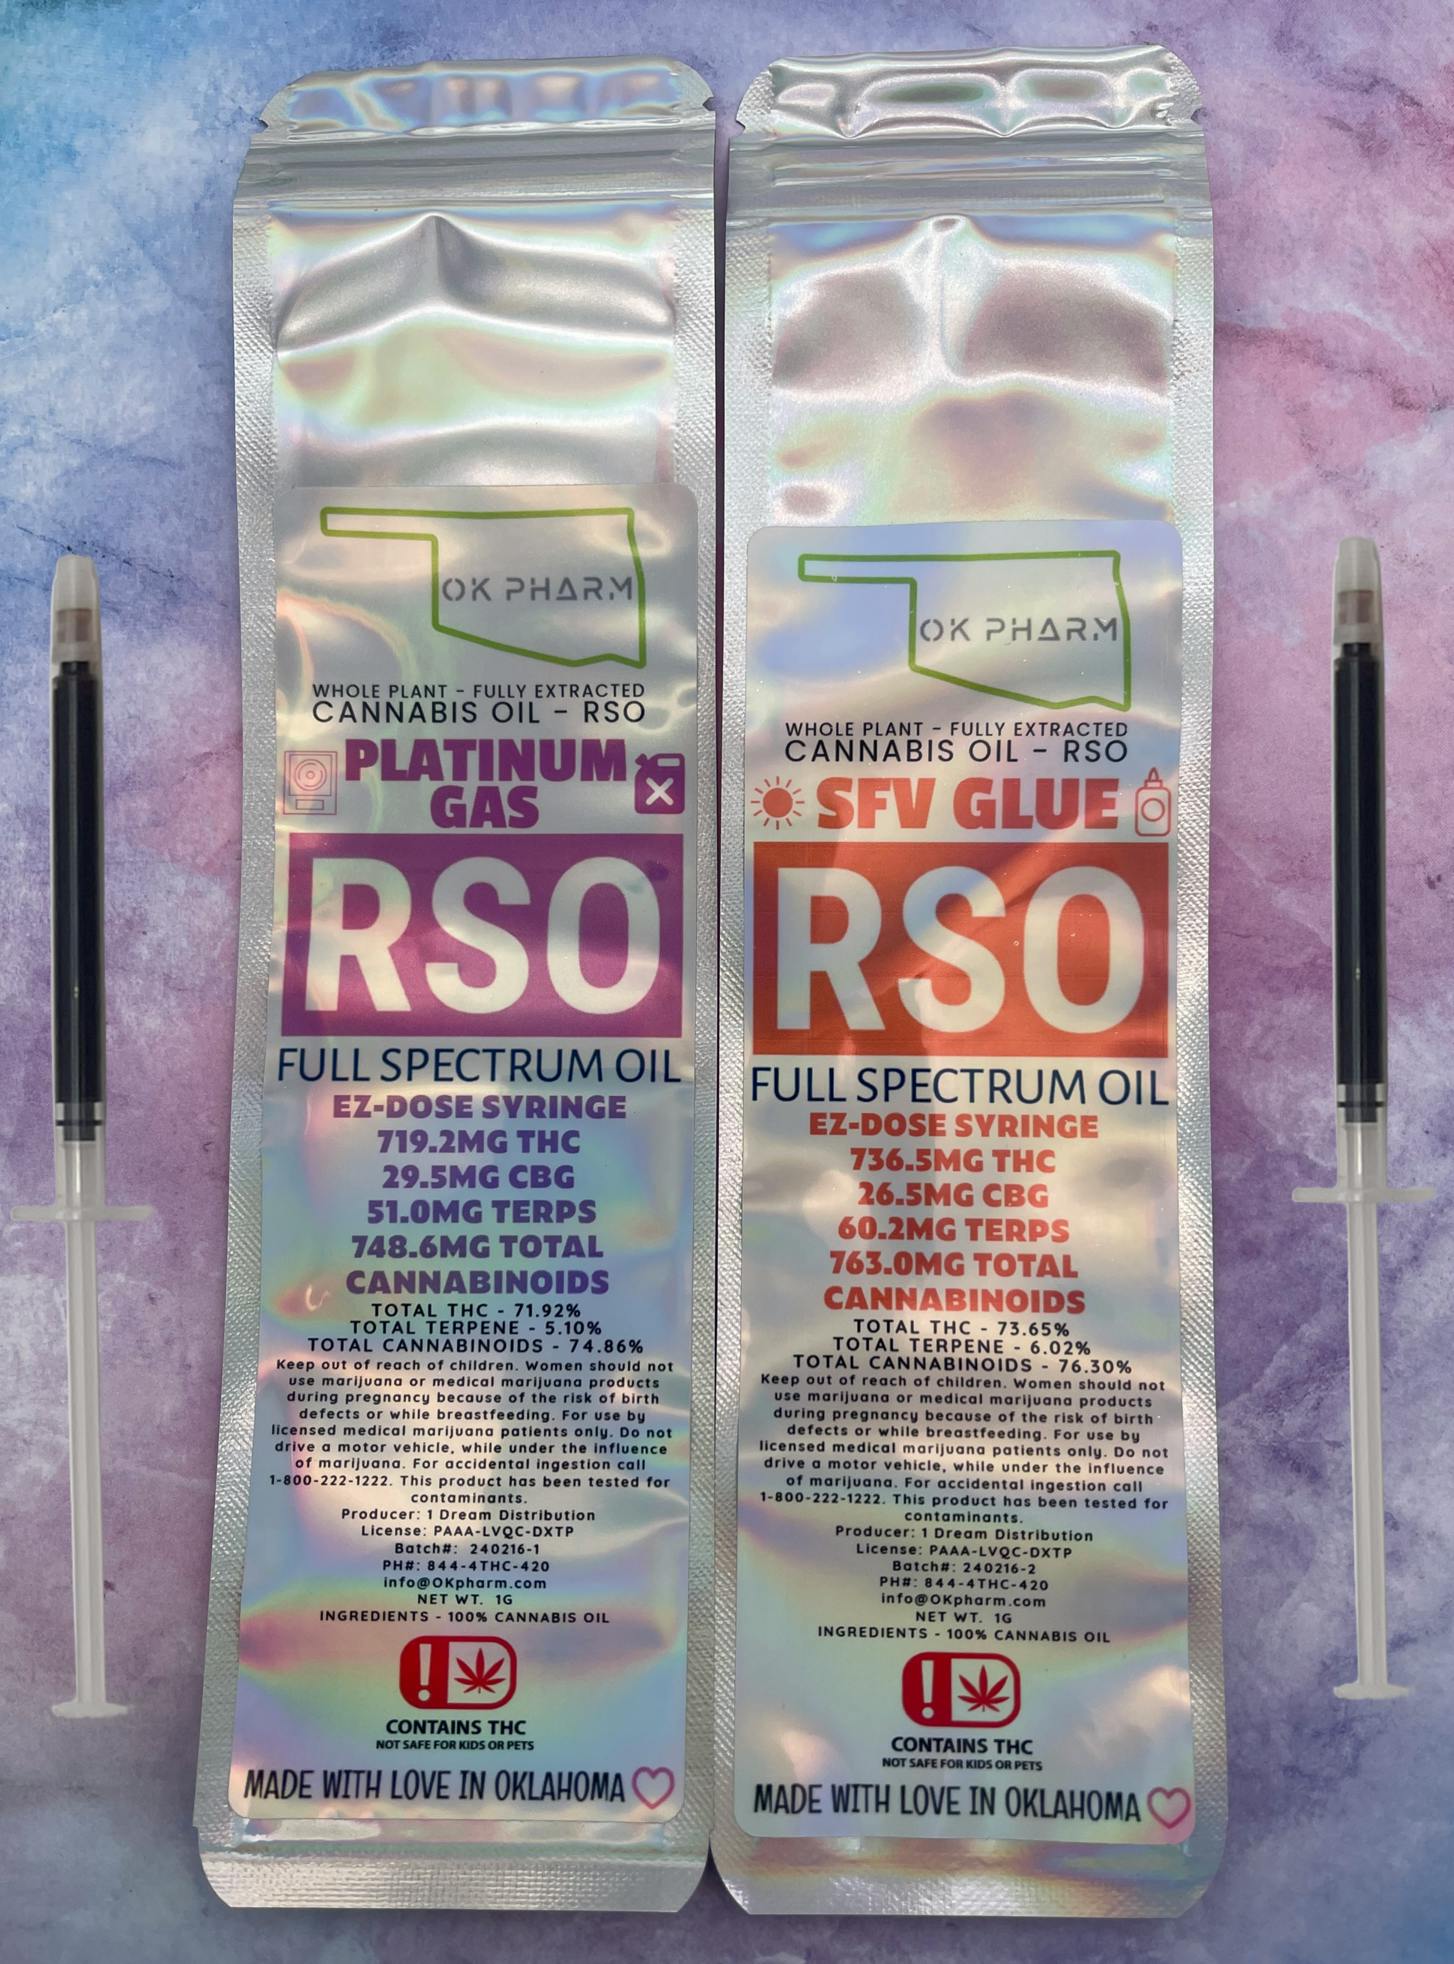 OK PHARM
WHOLE PLANT - FULLY EXTRACTED
CANNABIS OIL - RSO
PLATINUM
GAS
RSO
FULL SPECTRUM OIL
EZ-DOSE SYRINGE
719.2MG THC
29.5MG CBG
51.0MG TERPS
748.6MG TOTAL
CANNABINOIDS
TOTAL THC - 71.92%
TOTAL TERPENE - 5.10%
TOTAL CANNABINOIDS - 74.86%
Keep out of reach of children. Women should not
use marijuana or medical marijuana products
during pregnancy because of the risk of birth
defects or while breastfeeding. For use by
licensed medical marijuana patients only. Do not
drive a motor vehicle, while under the influence
of marijuana. For accidental ingestion call
1-800-222-1222. This product has been tested for
contaminants.
Producer: 1 Dream Distribution
License: PAAA-LVQC-DXTP
Batch#: 240216-1
PH#: 844-4THC-420
info@OKpharm.com
NET WT. 1G
INGREDIENTS - 100% CANNABIS OIL
!
CONTAINS THC
NOT SAFE FOR KIDS OR PETS
MADE WITH LOVE IN OKLAHOMA
OK PHARM
WHOLE PLANT - FULLY EXTRACTED
CANNABIS OIL - RSO
SFV GLUE
RSO
FULL SPECTRUM OIL
EZ-DOSE SYRINGE
736.5MG THC
26.5MG CBG
60.2MG TERPS
763.0MG TOTAL
CANNABINOIDS
TOTAL THC - 73.65%
TOTAL TERPENE - 6.02%
TOTAL CANNABINOIDS - 76.30%
Keep out of reach of children. Women should not
use marijuana or medical marijuana products
during pregnancy because of the risk of birth
defects or while breastfeeding. For use by
licensed medical marijuana patients only. Do not
drive a motor vehicle, while under the influence
of marijuana. For accidental ingestion call
1-800-222-1222. This product has been tested for
contaminants.
Producer: 1 Dream Distribution
License: PAAA-LVQC-DXTP
Batch#: 240216-2
PH#: 844-4THC-420
info@OKpharm.com
NET WT. 1G
INGREDIENTS - 100% CANNABIS OIL
!
CONTAINS THC
NOT SAFE FOR KIDS OR PETS
MADE WITH LOVE IN OKLAHOMA